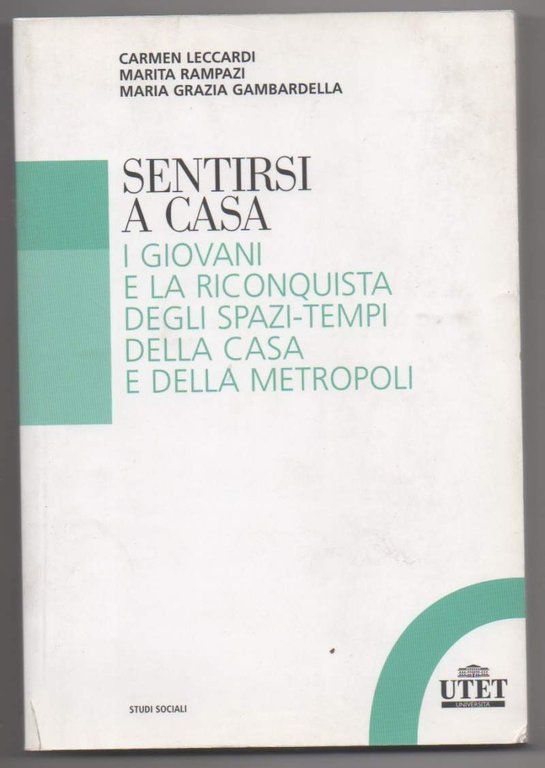 CARMEN LECCARDI
MARITA RAMPAZI
MARIA GRAZIA GAMBARDELLA
SENTIRSI
A CASA
I GIOVANI
E LA RICONQUISTA
DEGLI SPAZI-TEMPI
DELLA CASA
E DELLA METROPOLI
STUDI SOCIALI
UTET
UNIVERSITÀ